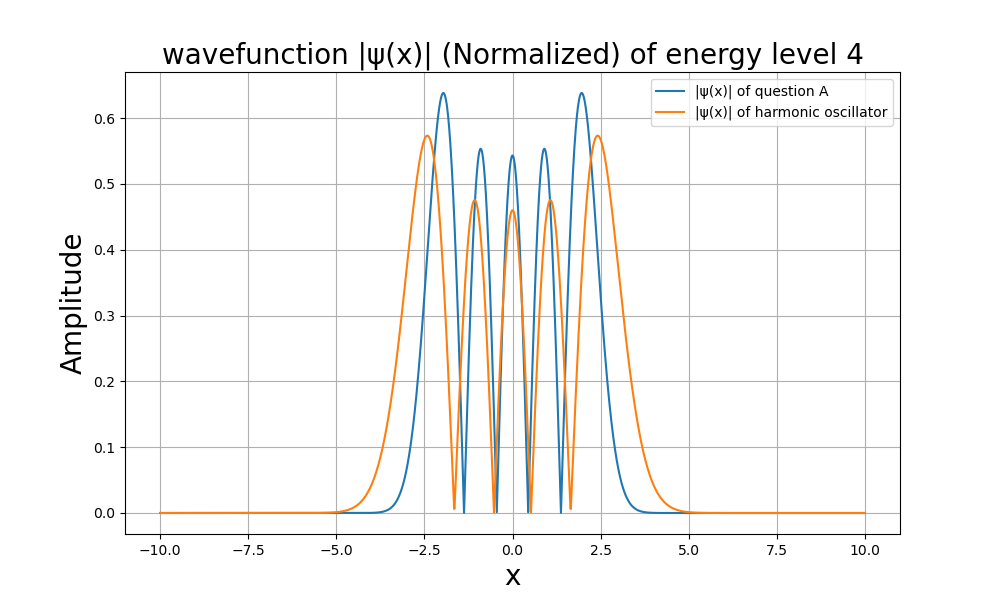 wavefunction |ψ(x)| (Normalized) of energy level 4
|ψ(x)| of question A
|ψ(x)| of harmonic oscillator
Amplitude
0.6
0.5
0.4
0.3
0.2
0.1
0.0
−10.0 −7.5 −5.0 −2.5 0.0 2.5 5.0 7.5 10.0
x